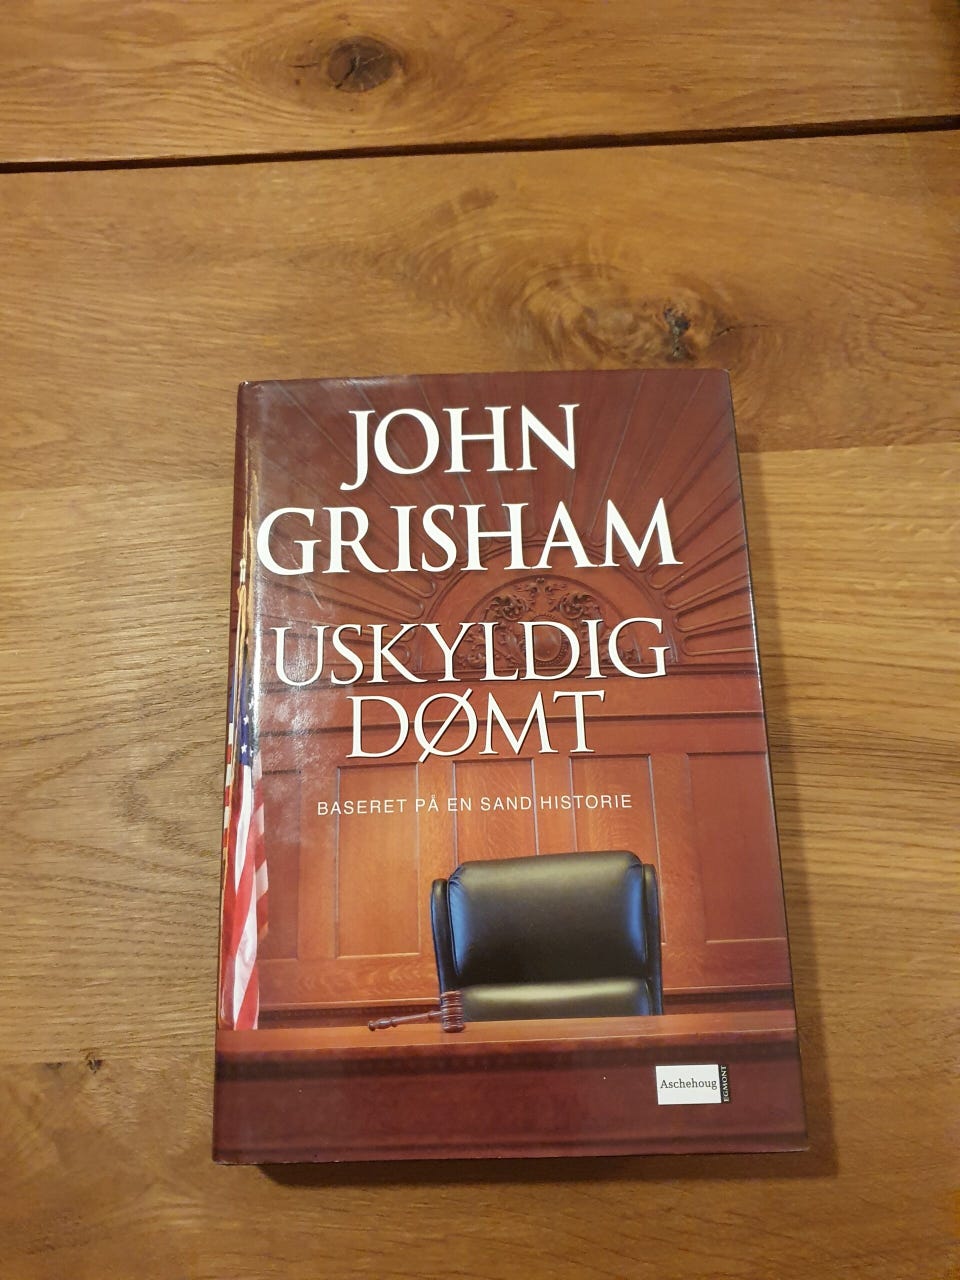 JOHN
GRISHAM
USKYLDIG
DØMT
BASERET PÅ EN SAND HISTORIE
Aschehoug
EGMONT